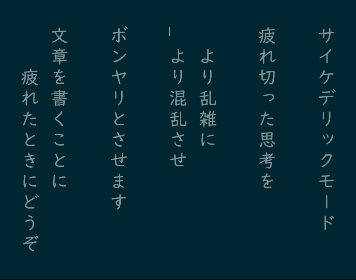 サイケデリックモード
疲れ切った思考を
より乱雑に
より混乱させ
ボンヤリとさせます
文章を書くことに
疲れたときにどうぞ